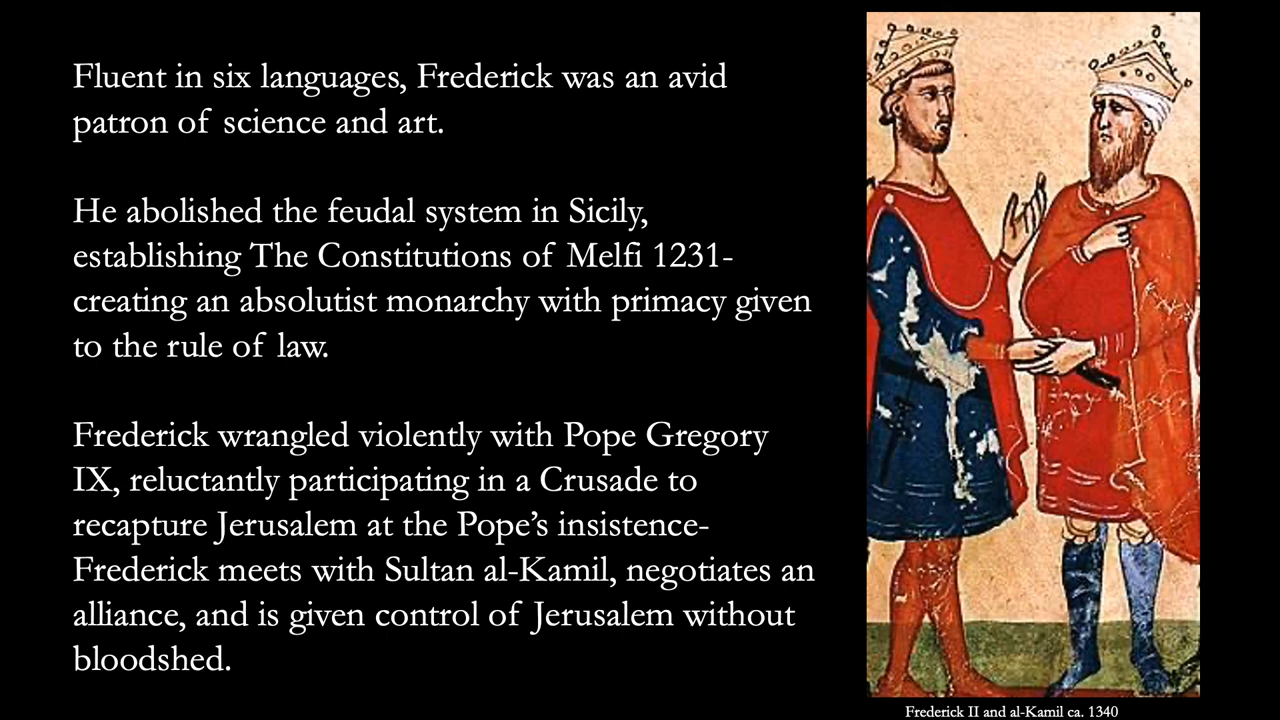 Fluent in six languages, Frederick was an avid
patron of science and art.
He abolished the feudal system in Sicily,
establishing The Constitutions of Melfi 1231-
creating an absolutist monarchy with primacy given
to the rule of law.
Frederick wrangled violently with Pope Gregory
IX, reluctantly participating in a Crusade to
recapture Jerusalem at the Pope’s insistence-
Frederick meets with Sultan al-Kamil, negotiates an
alliance, and is given control of Jerusalem without
bloodshed.
Frederick II and al-Kamil ca. 1340